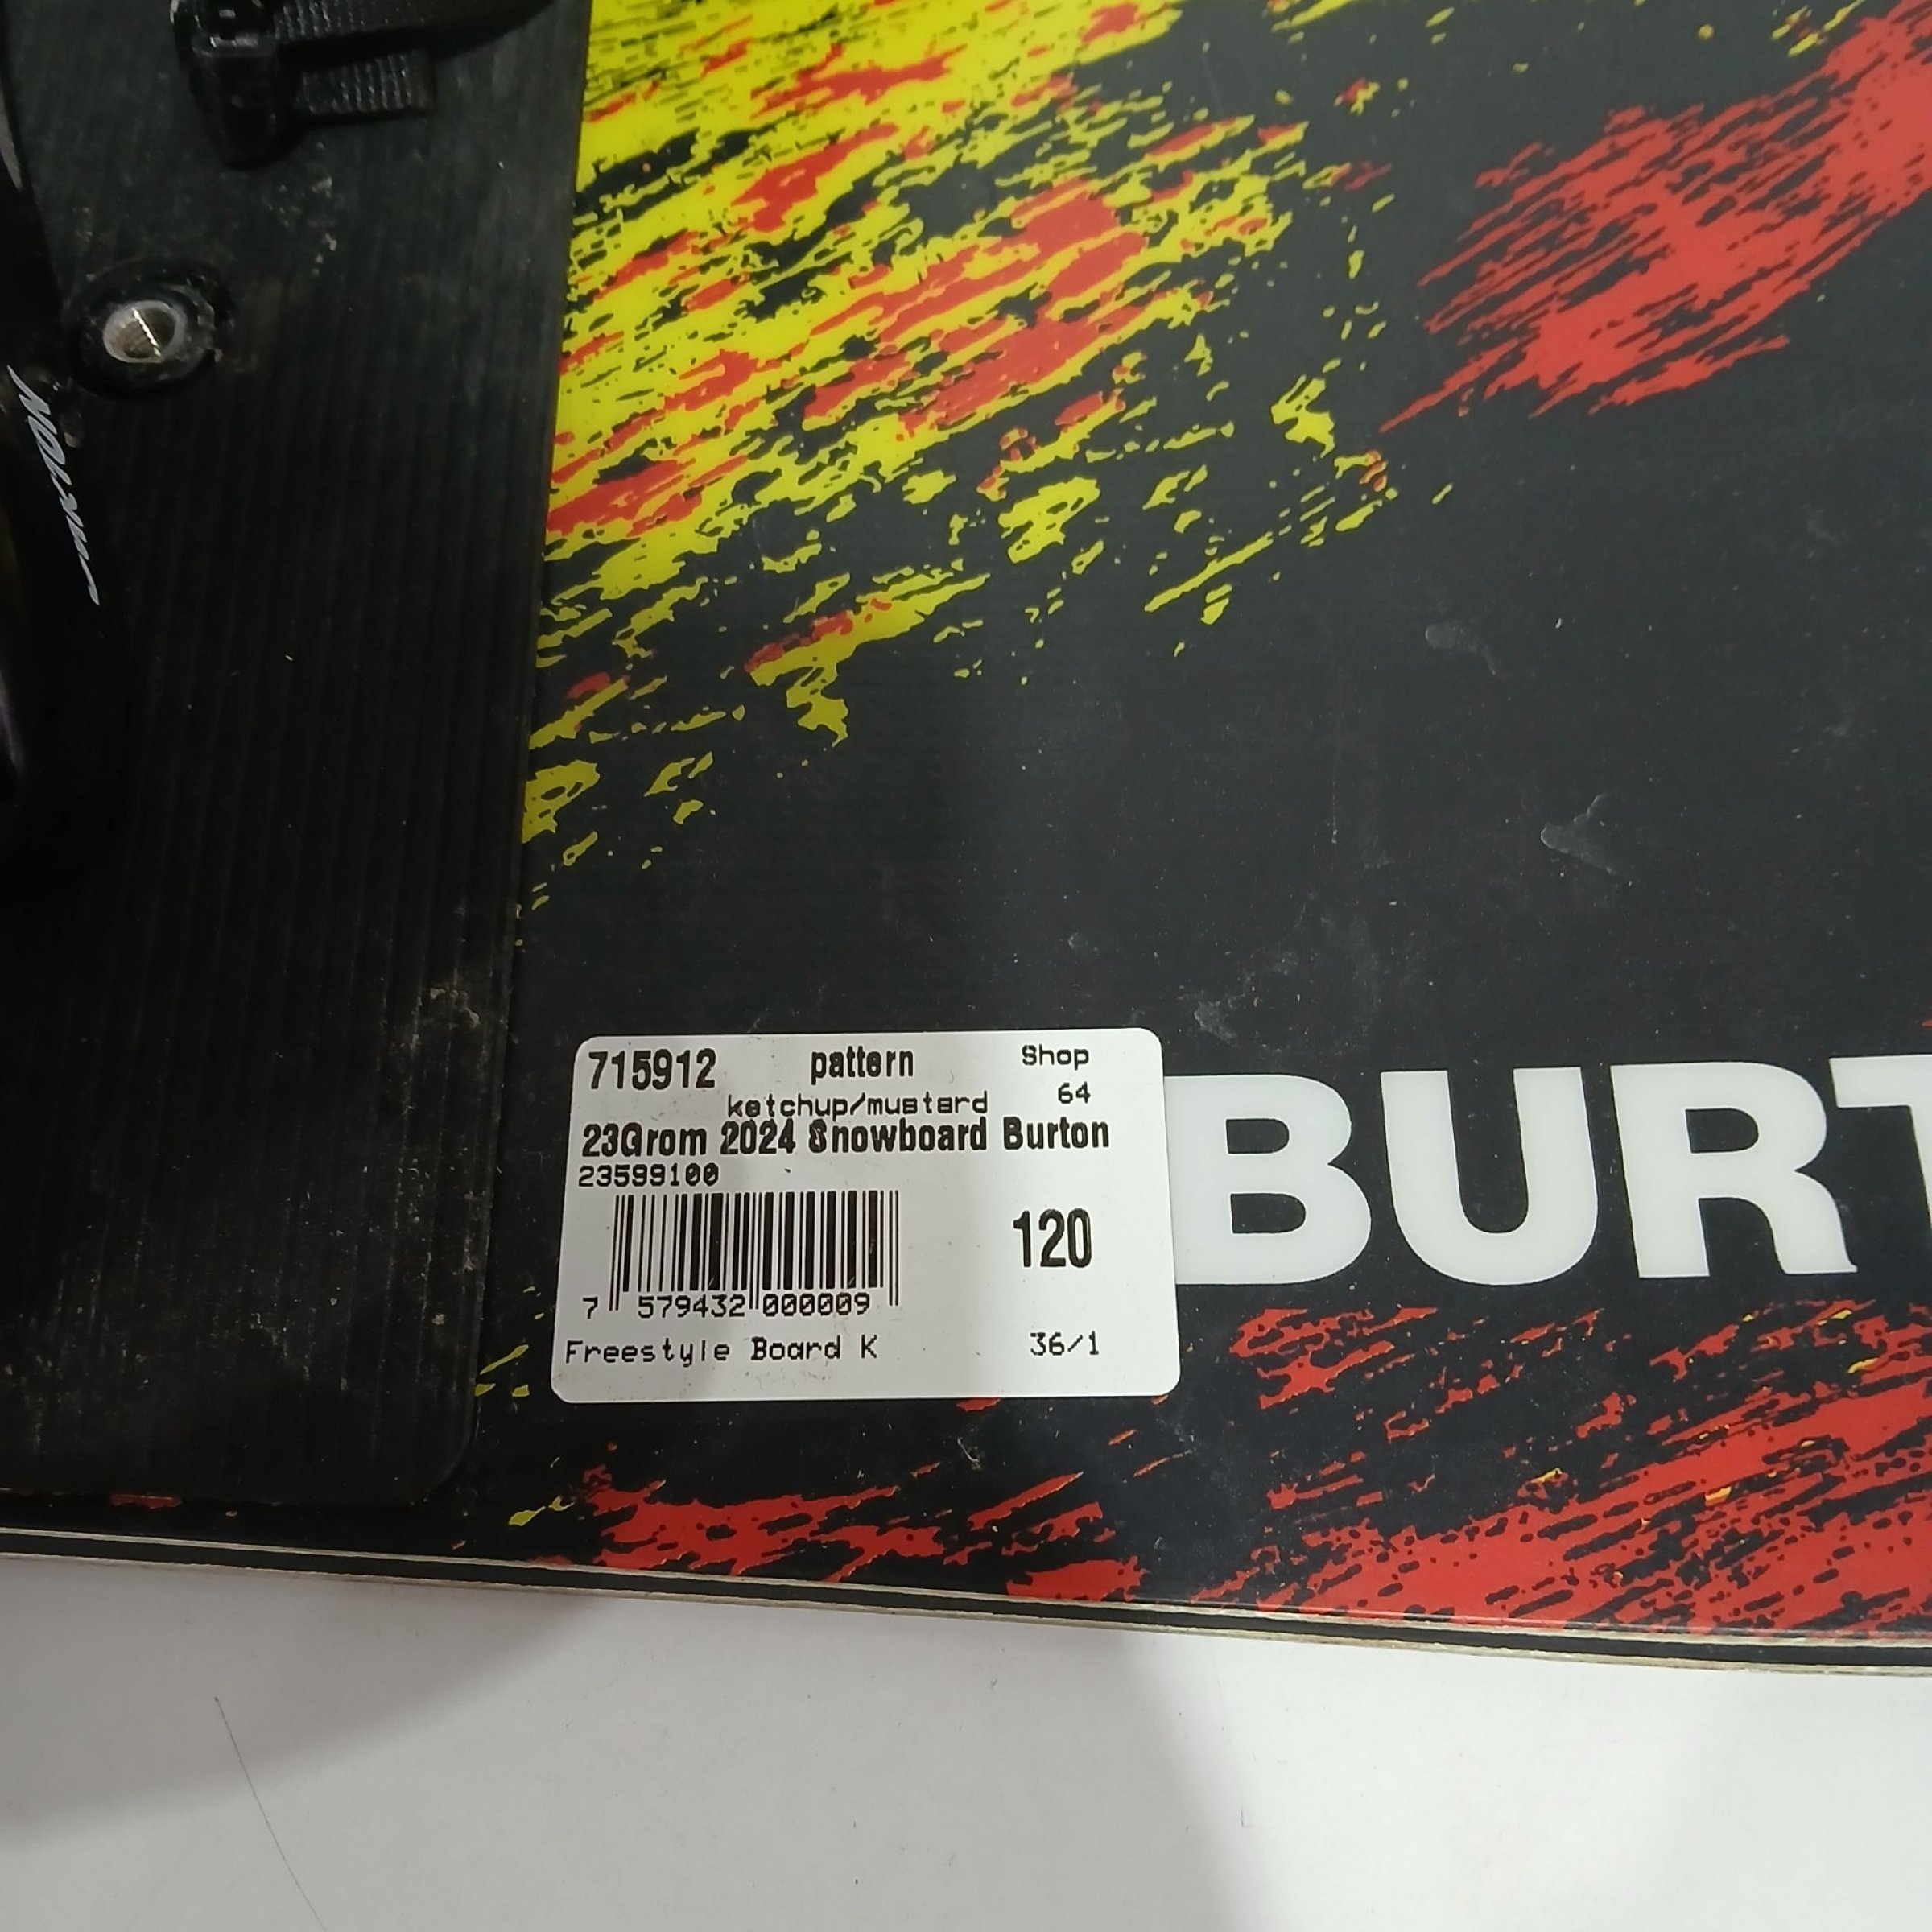 715912 pattern Shop
ketchup/mustard 64
23Grom 2024 Snowboard Burton
23599100
120
7 579432 000009
Freestyle Board K 36/1
BURT